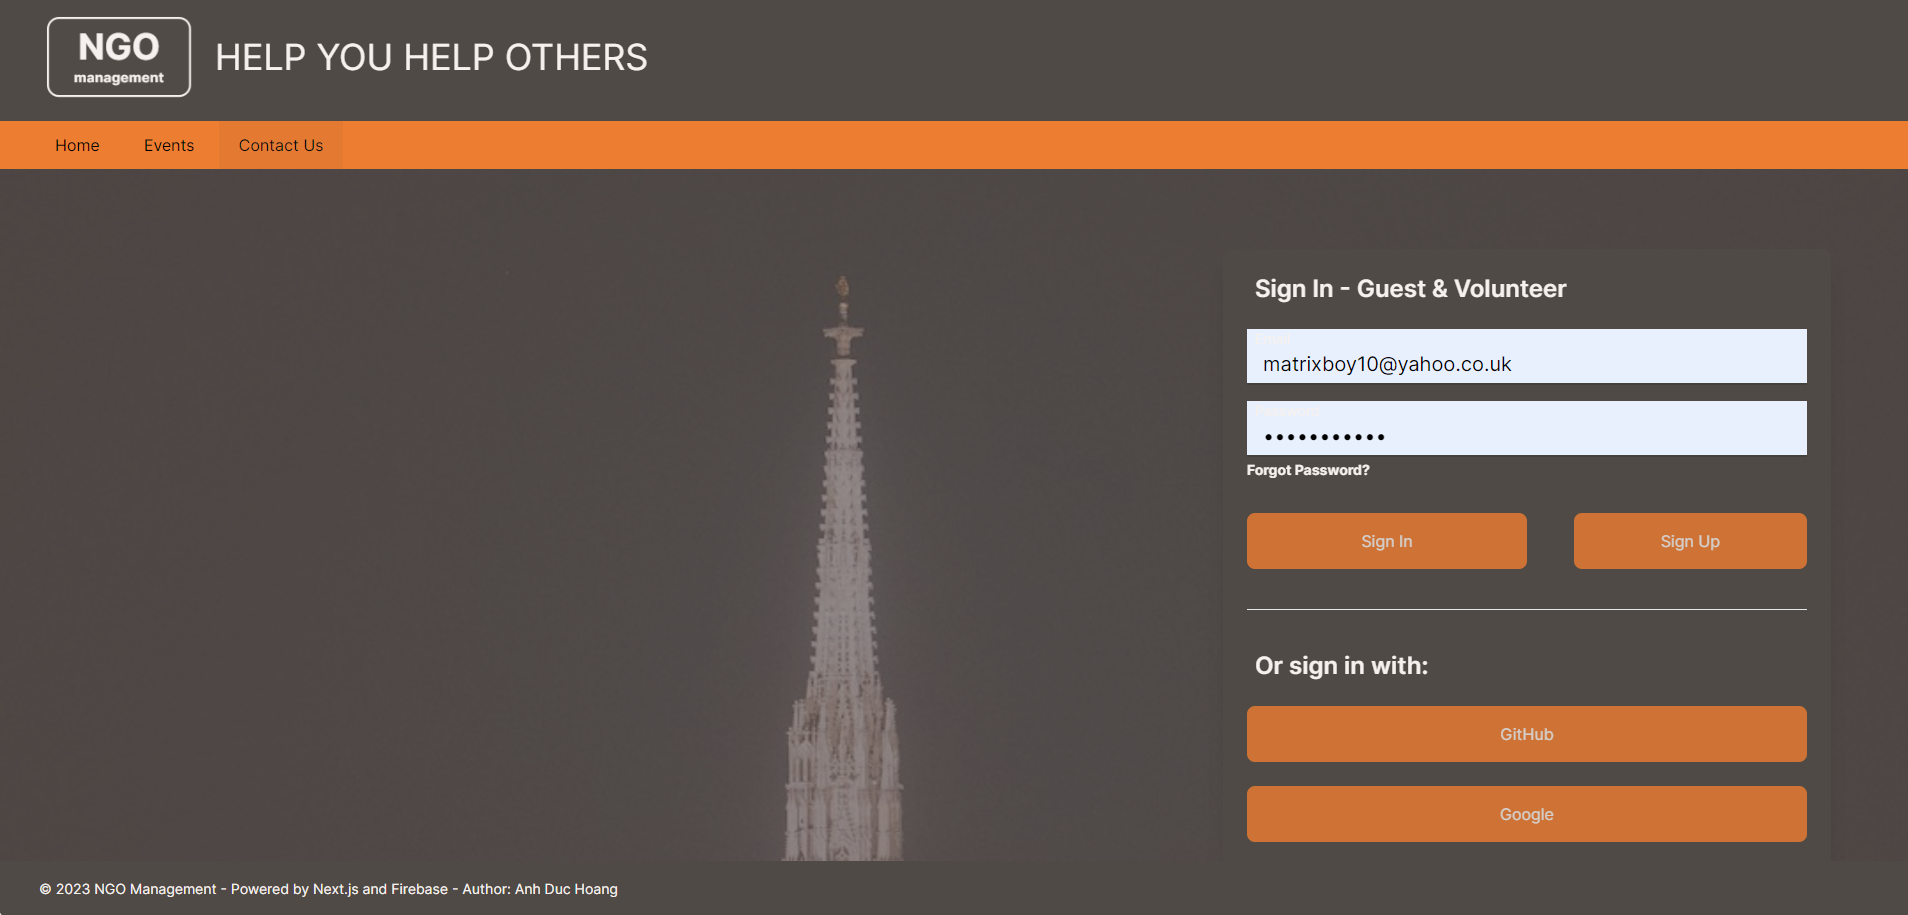 NGO
management
HELP YOU HELP OTHERS
Home
Events
Contact Us
Sign In - Guest & Volunteer
Email
matrixboy10@yahoo.co.uk
•••••••••••
Forgot Password?
Sign In
Sign Up
Or sign in with:
GitHub
Google
© 2023 NGO Management - Powered by Next.js and Firebase - Author: Anh Duc Hoang